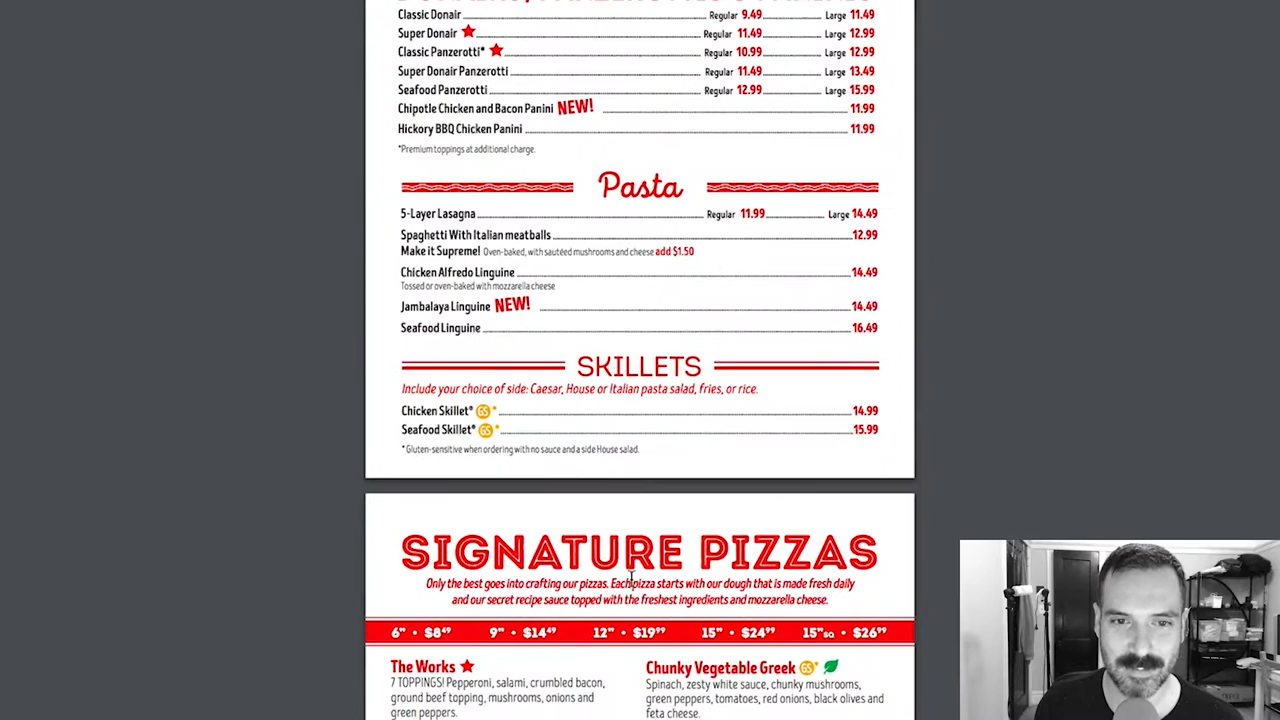 Classic Donair Regular 9.49 Large 11.49
Super Donair Regular 11.49 Large 12.99
Classic Panzerotti* Regular 10.99 Large 12.99
Super Donair Panzerotti Regular 11.49 Large 13.49
Seafood Panzerotti Regular 12.99 Large 15.99
Chipotle Chicken and Bacon Panini NEW! 11.99
Hickory BBQ Chicken Panini 11.99
*Premium toppings at additional charge.
Pasta
5-Layer Lasagna Regular 11.99 Large 14.49
Spaghetti With Italian meatballs 12.99
Make it Supreme! Oven-baked, with sautéed mushrooms and cheese add $1.50
Chicken Alfredo Linguine 14.49
Tossed or oven-baked with mozzarella cheese
Jambalaya Linguine NEW! 14.49
Seafood Linguine 16.49
SKILLETS
Include your choice of side: Caesar, House or Italian pasta salad, fries, or rice.
Chicken Skillet* GS* 14.99
Seafood Skillet* GS* 15.99
* Gluten-sensitive when ordering with no sauce and a side House salad.
SIGNATURE PIZZAS
Only the best goes into crafting our pizzas. Each pizza starts with our dough that is made fresh daily
and our secret recipe sauce topped with the freshest ingredients and mozzarella cheese.
6" • $8⁴⁹ 9" • $14⁴⁹ 12" • $19⁹⁹ 15" • $24⁹⁹ 15"SQ • $26⁹⁹
The Works
7 TOPPINGS! Pepperoni, salami, crumbled bacon,
ground beef topping, mushrooms, onions and
green peppers.
Chunky Vegetable Greek GS*
Spinach, zesty white sauce, chunky mushrooms,
green peppers, tomatoes, red onions, black olives and
feta cheese.